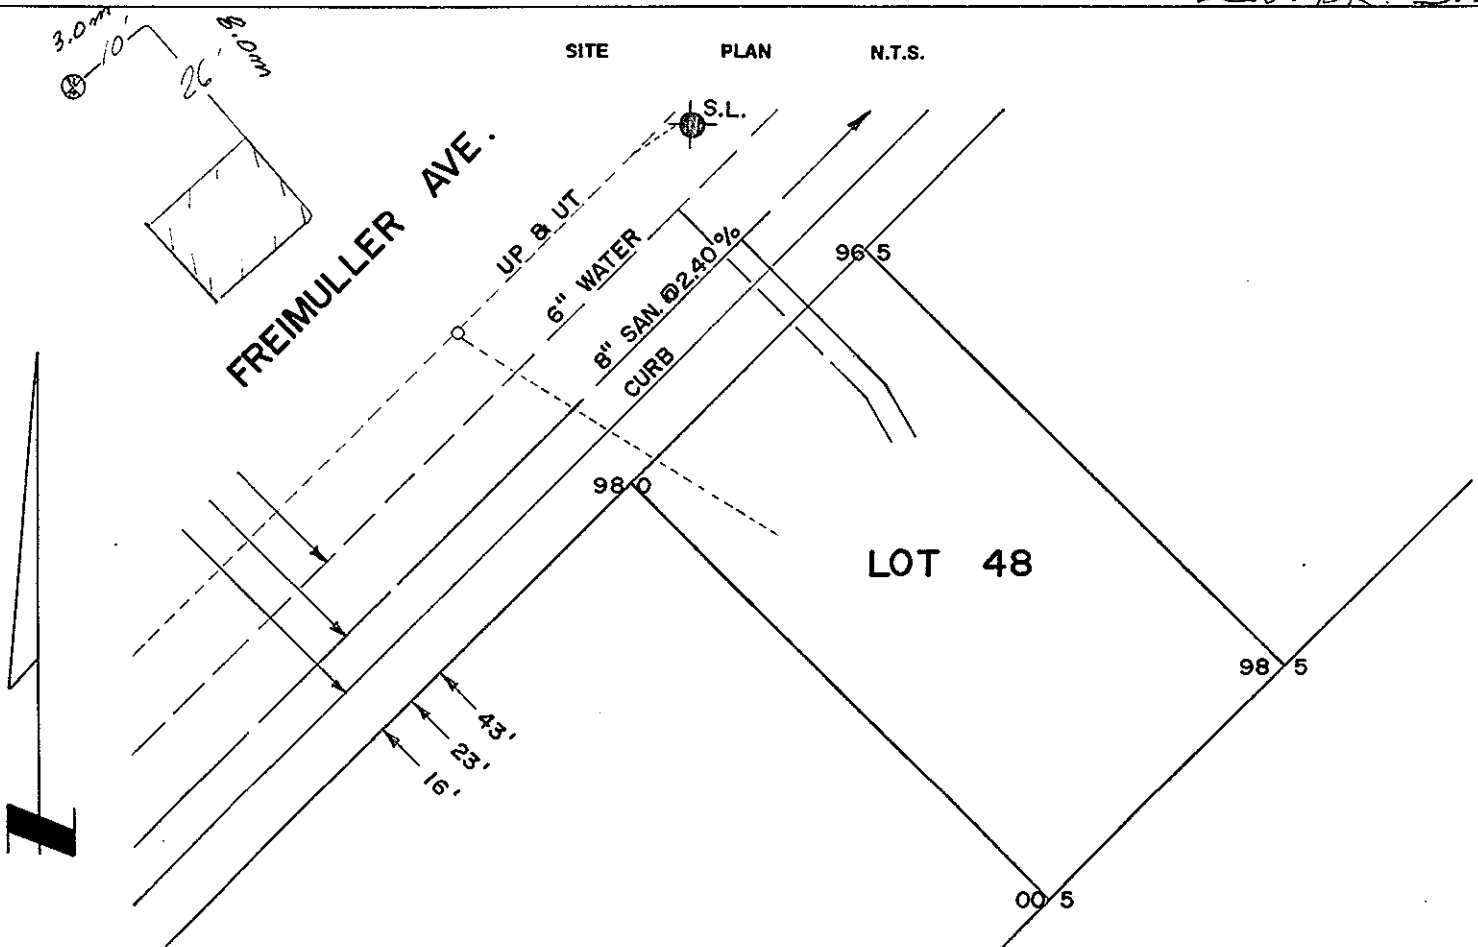 SITE PLAN N.T.S.
3.0m
10'
26' 8.0m
S.L.
FREIMULLER AVE.
UP & UT
6" WATER
8" SAN. @2.40%
CURB
96 5
98 0
LOT 48
98 5
43'
23'
16'
00 5